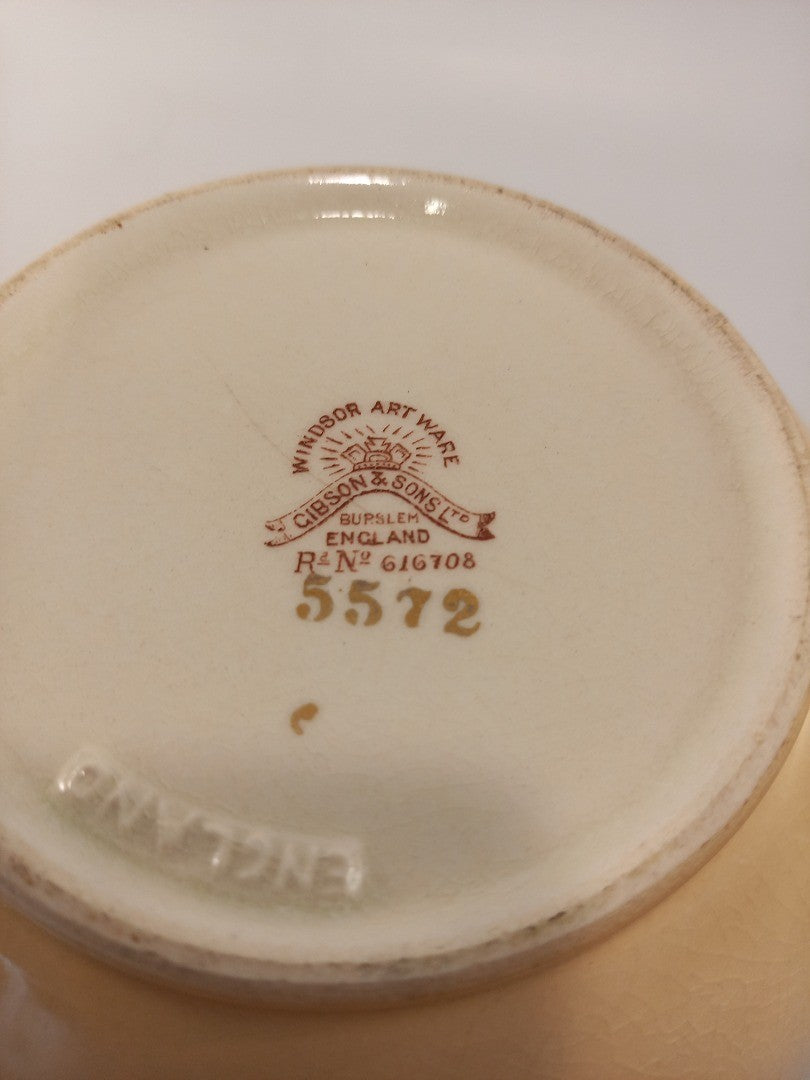 WINDSOR ART WARE
GIBSON & SONS LTD
BURSLEM
ENGLAND
Rd No 616708
5572
ENGLAND